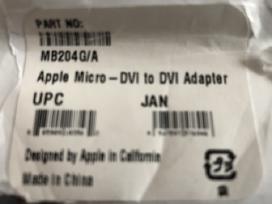 PART NO:
MB204G/A
Apple Micro-DVI to DVI Adapter
UPC JAN
Designed by Apple in California
Made in China